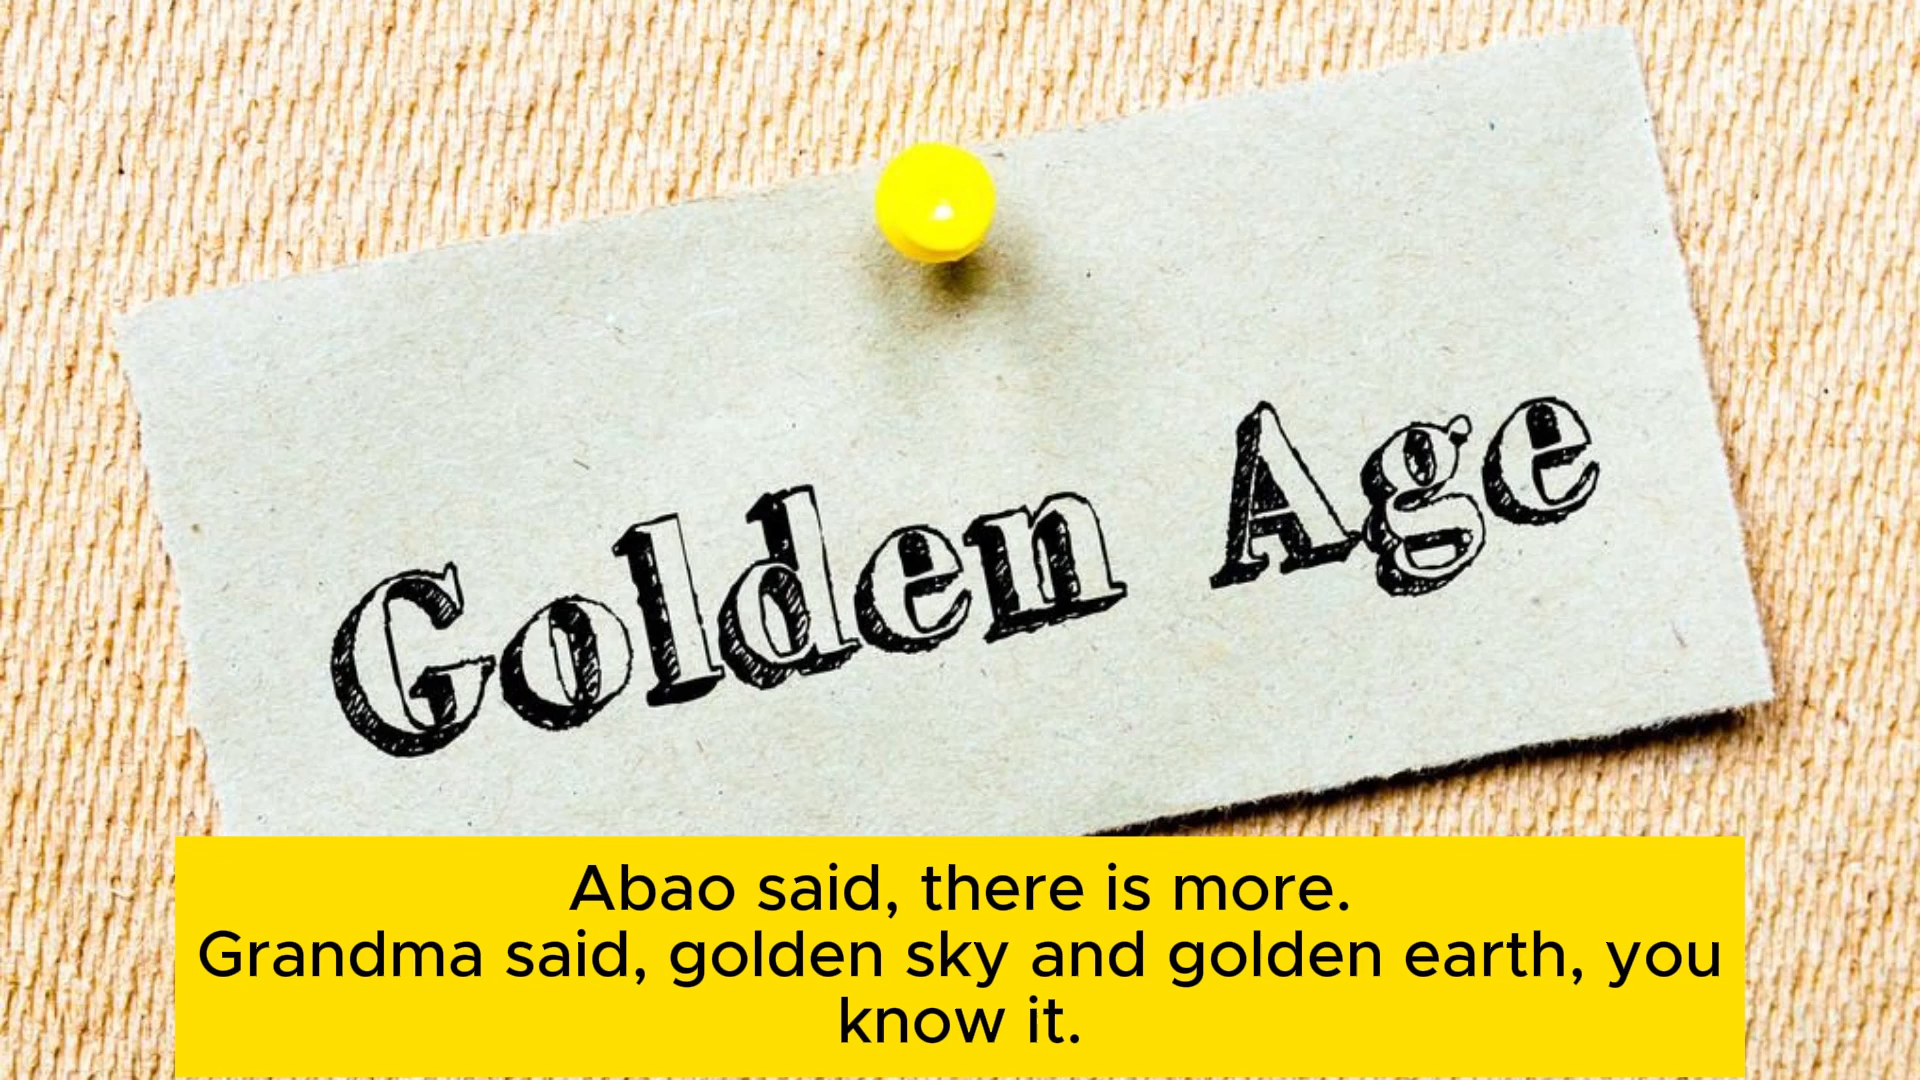 Golden Age
Abao said, there is more.
Grandma said, golden sky and golden earth, you
know it.